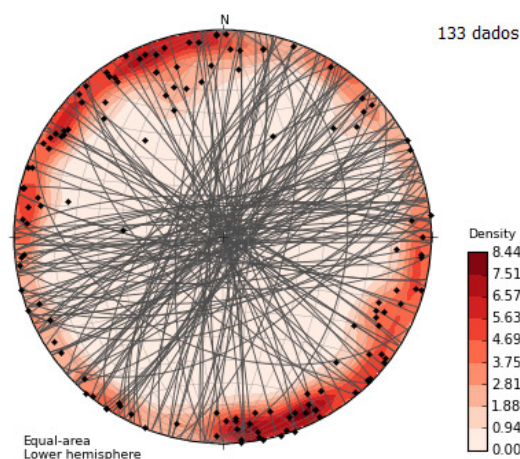 N
133 dados
Density
8.44
7.51
6.57
5.63
4.69
3.75
2.81
1.88
0.94
0.00
Equal-area
Lower hemisphere